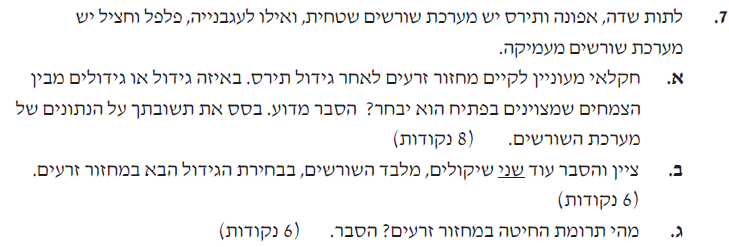 7. לתות שדה, אפונה ותירס יש מערכת שורשים שטחית, ואילו לעגבנייה, פלפל וחציל יש
מערכת שורשים מעמיקה.
א. חקלאי מעוניין לקיים מחזור זרעים לאחר גידול תירס. באיזה גידול או גידולים מבין
הצמחים שמצוינים בפתיח הוא יבחר? הסבר מדוע. בסס את תשובתך על הנתונים של
מערכת השורשים. (8 נקודות)
ב. ציין והסבר עוד שני שיקולים, מלבד השורשים, בבחירת הגידול הבא במחזור זרעים.
(6 נקודות)
ג. מהי תרומת החיטה במחזור זרעים? הסבר. (6 נקודות)